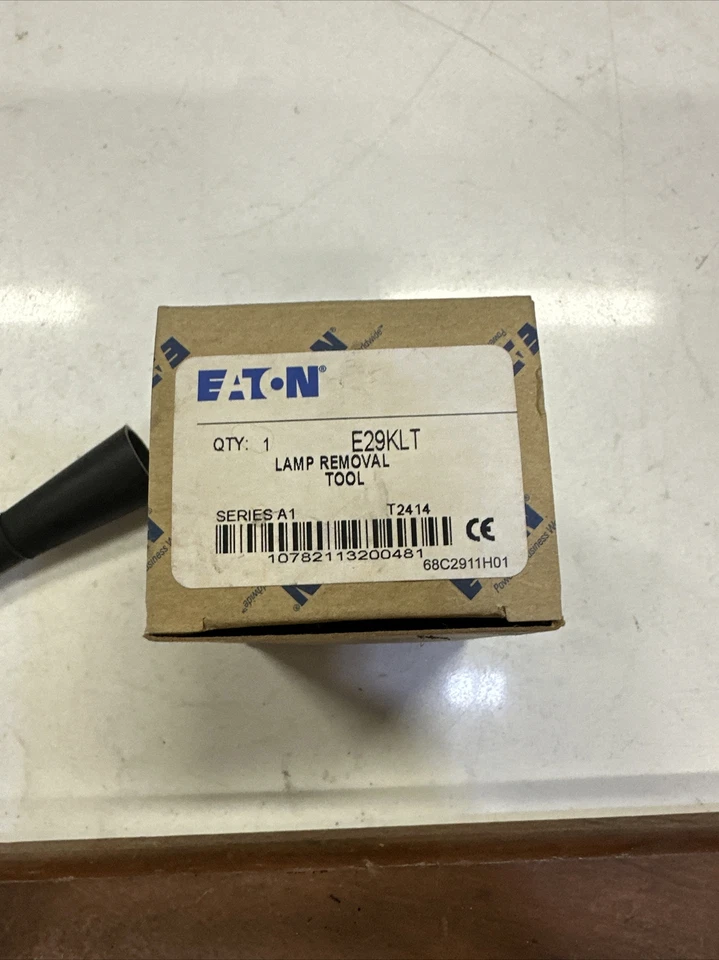 EATON®
QTY: 1 E29KLT
LAMP REMOVAL
TOOL
SERIES A1 T2414
10782113200481
CE
68C2911H01